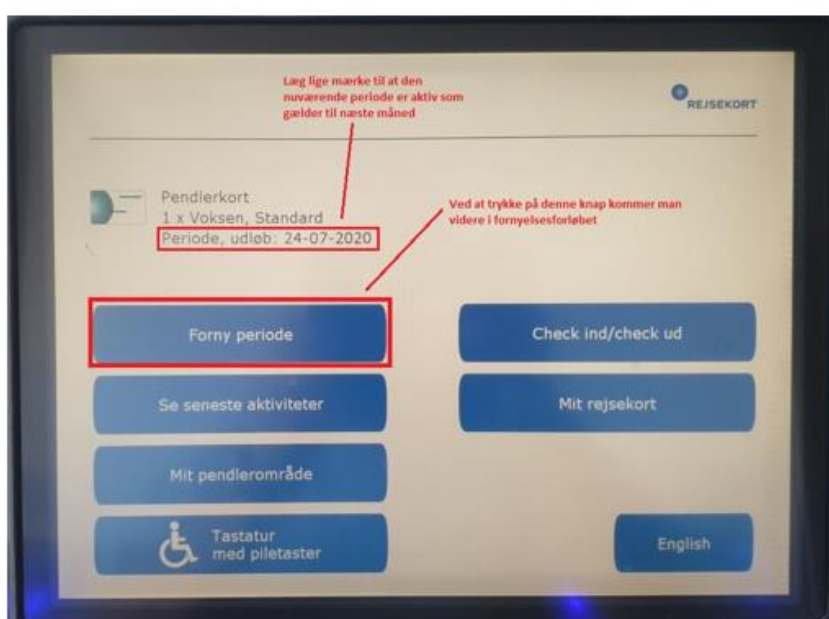 Læg lige mærke til at den
nuværende periode er aktiv som
gælder til næste måned
REJSEKORT
Pendlerkort
1 x Voksen, Standard
Periode, udløb: 24-07-2020
Ved at trykke på denne knap kommer man
videre i fornyelsesforløbet
Forny periode
Check ind/check ud
Se seneste aktiviteter
Mit rejsekort
Mit pendlerområde
Tastatur
med piletaster
English